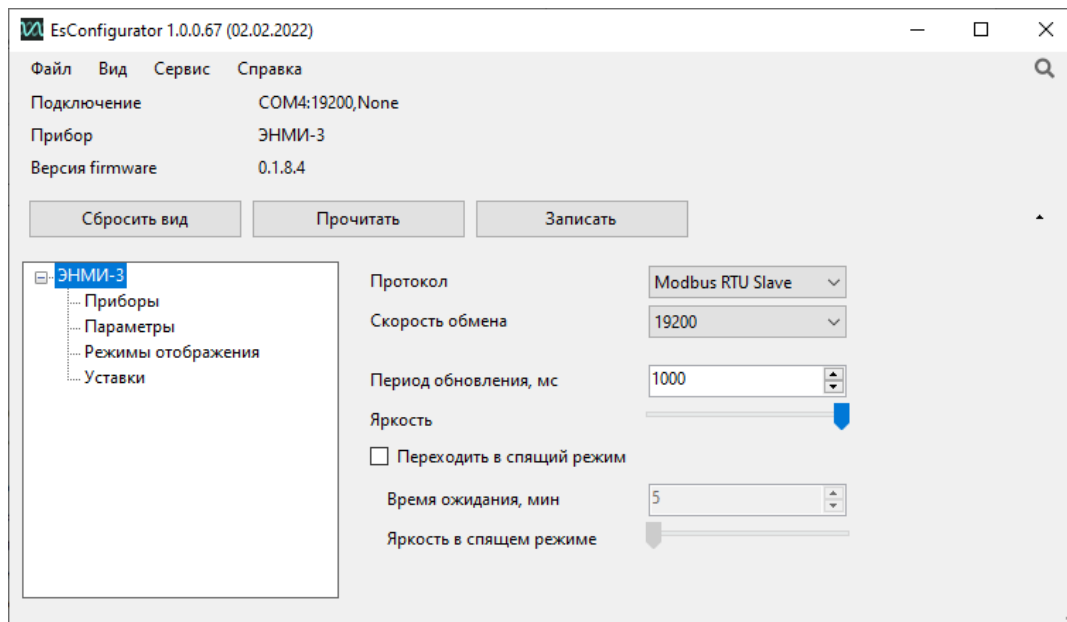 EsConfigurator 1.0.0.67 (02.02.2022)
Файл Вид Сервис Справка
Подключение COM4:19200,None
Прибор ЭНМИ-3
Версия firmware 0.1.8.4
Сбросить вид Прочитать Записать
ЭНМИ-3
Приборы
Параметры
Режимы отображения
Уставки
Протокол Modbus RTU Slave
Скорость обмена 19200
Период обновления, мс 1000
Яркость
Переходить в спящий режим
Время ожидания, мин 5
Яркость в спящем режиме